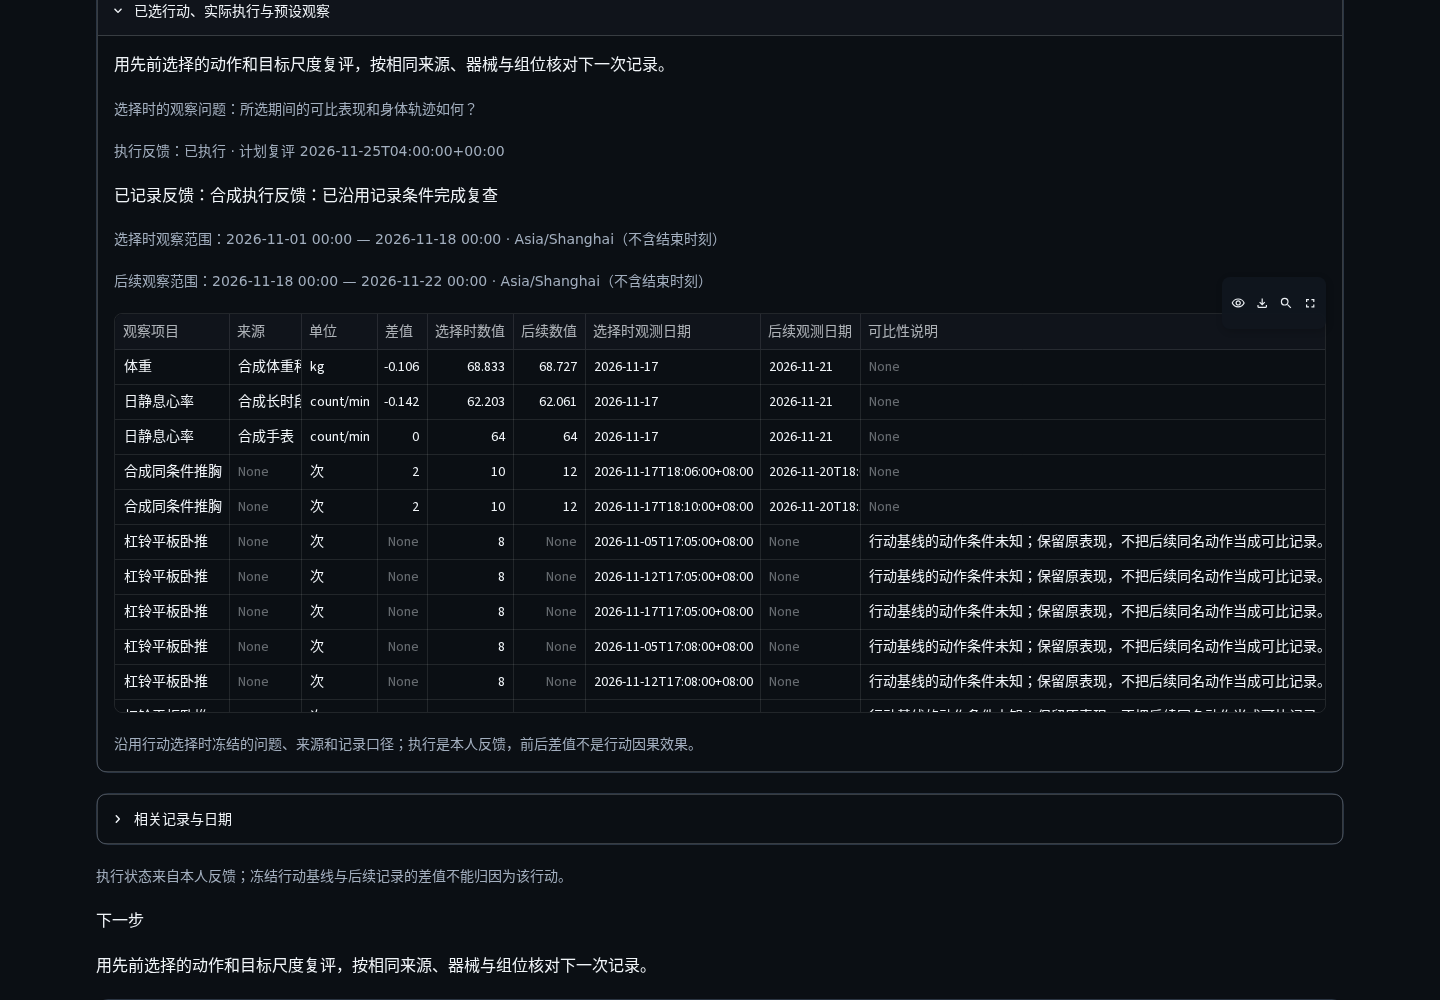 已选行动、实际执行与预设观察
用先前选择的动作和目标尺度复评，按相同来源、器械与组位核对下一次记录。
选择时的观察问题：所选期间的可比表现和身体轨迹如何？
执行反馈：已执行 · 计划复评 2026-11-25T04:00:00+00:00
已记录反馈：合成执行反馈：已沿用记录条件完成复查
选择时观察范围：2026-11-01 00:00 — 2026-11-18 00:00 · Asia/Shanghai（不含结束时刻）
后续观察范围：2026-11-18 00:00 — 2026-11-22 00:00 · Asia/Shanghai（不含结束时刻）
观察项目 来源 单位 差值 选择时数值 后续数值 选择时观测日期 后续观测日期 可比性说明
体重 合成体重 kg -0.106 68.833 68.727 2026-11-17 2026-11-21 None
日静息心率 合成长时 count/min -0.142 62.203 62.061 2026-11-17 2026-11-21 None
日静息心率 合成手表 count/min 0 64 64 2026-11-17 2026-11-21 None
合成同条件推胸 None 次 2 10 12 2026-11-17T18:06:00+08:00 2026-11-20T18: None
合成同条件推胸 None 次 2 10 12 2026-11-17T18:10:00+08:00 2026-11-20T18: None
杠铃平板卧推 None 次 None 8 None 2026-11-05T17:05:00+08:00 None 行动基线的动作条件未知；保留原表现，不把后续同名动作当成可比记录。
杠铃平板卧推 None 次 None 8 None 2026-11-12T17:05:00+08:00 None 行动基线的动作条件未知；保留原表现，不把后续同名动作当成可比记录。
杠铃平板卧推 None 次 None 8 None 2026-11-17T17:05:00+08:00 None 行动基线的动作条件未知；保留原表现，不把后续同名动作当成可比记录。
杠铃平板卧推 None 次 None 8 None 2026-11-05T17:08:00+08:00 None 行动基线的动作条件未知；保留原表现，不把后续同名动作当成可比记录。
杠铃平板卧推 None 次 None 8 None 2026-11-12T17:08:00+08:00 None 行动基线的动作条件未知；保留原表现，不把后续同名动作当成可比记录。
沿用行动选择时冻结的问题、来源和记录口径；执行是本人反馈，前后差值不是行动因果效果。
相关记录与日期
执行状态来自本人反馈；冻结行动基线与后续记录的差值不能归因为该行动。
下一步
用先前选择的动作和目标尺度复评，按相同来源、器械与组位核对下一次记录。